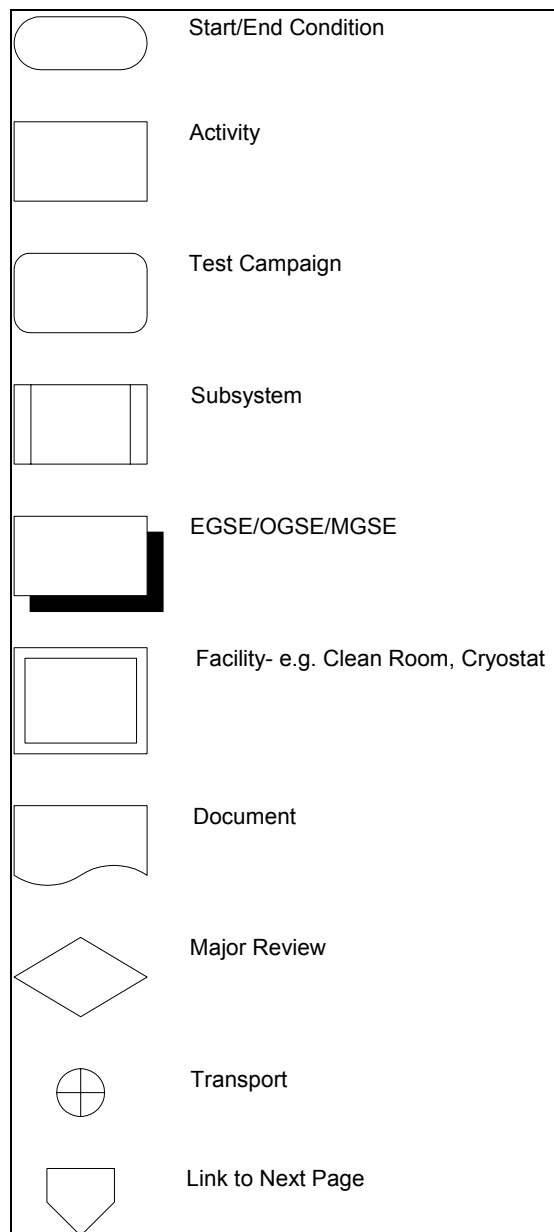 Start/End Condition
Activity
Test Campaign
Subsystem
EGSE/OGSE/MGSE
Facility- e.g. Clean Room, Cryostat
Document
Major Review
Transport
Link to Next Page